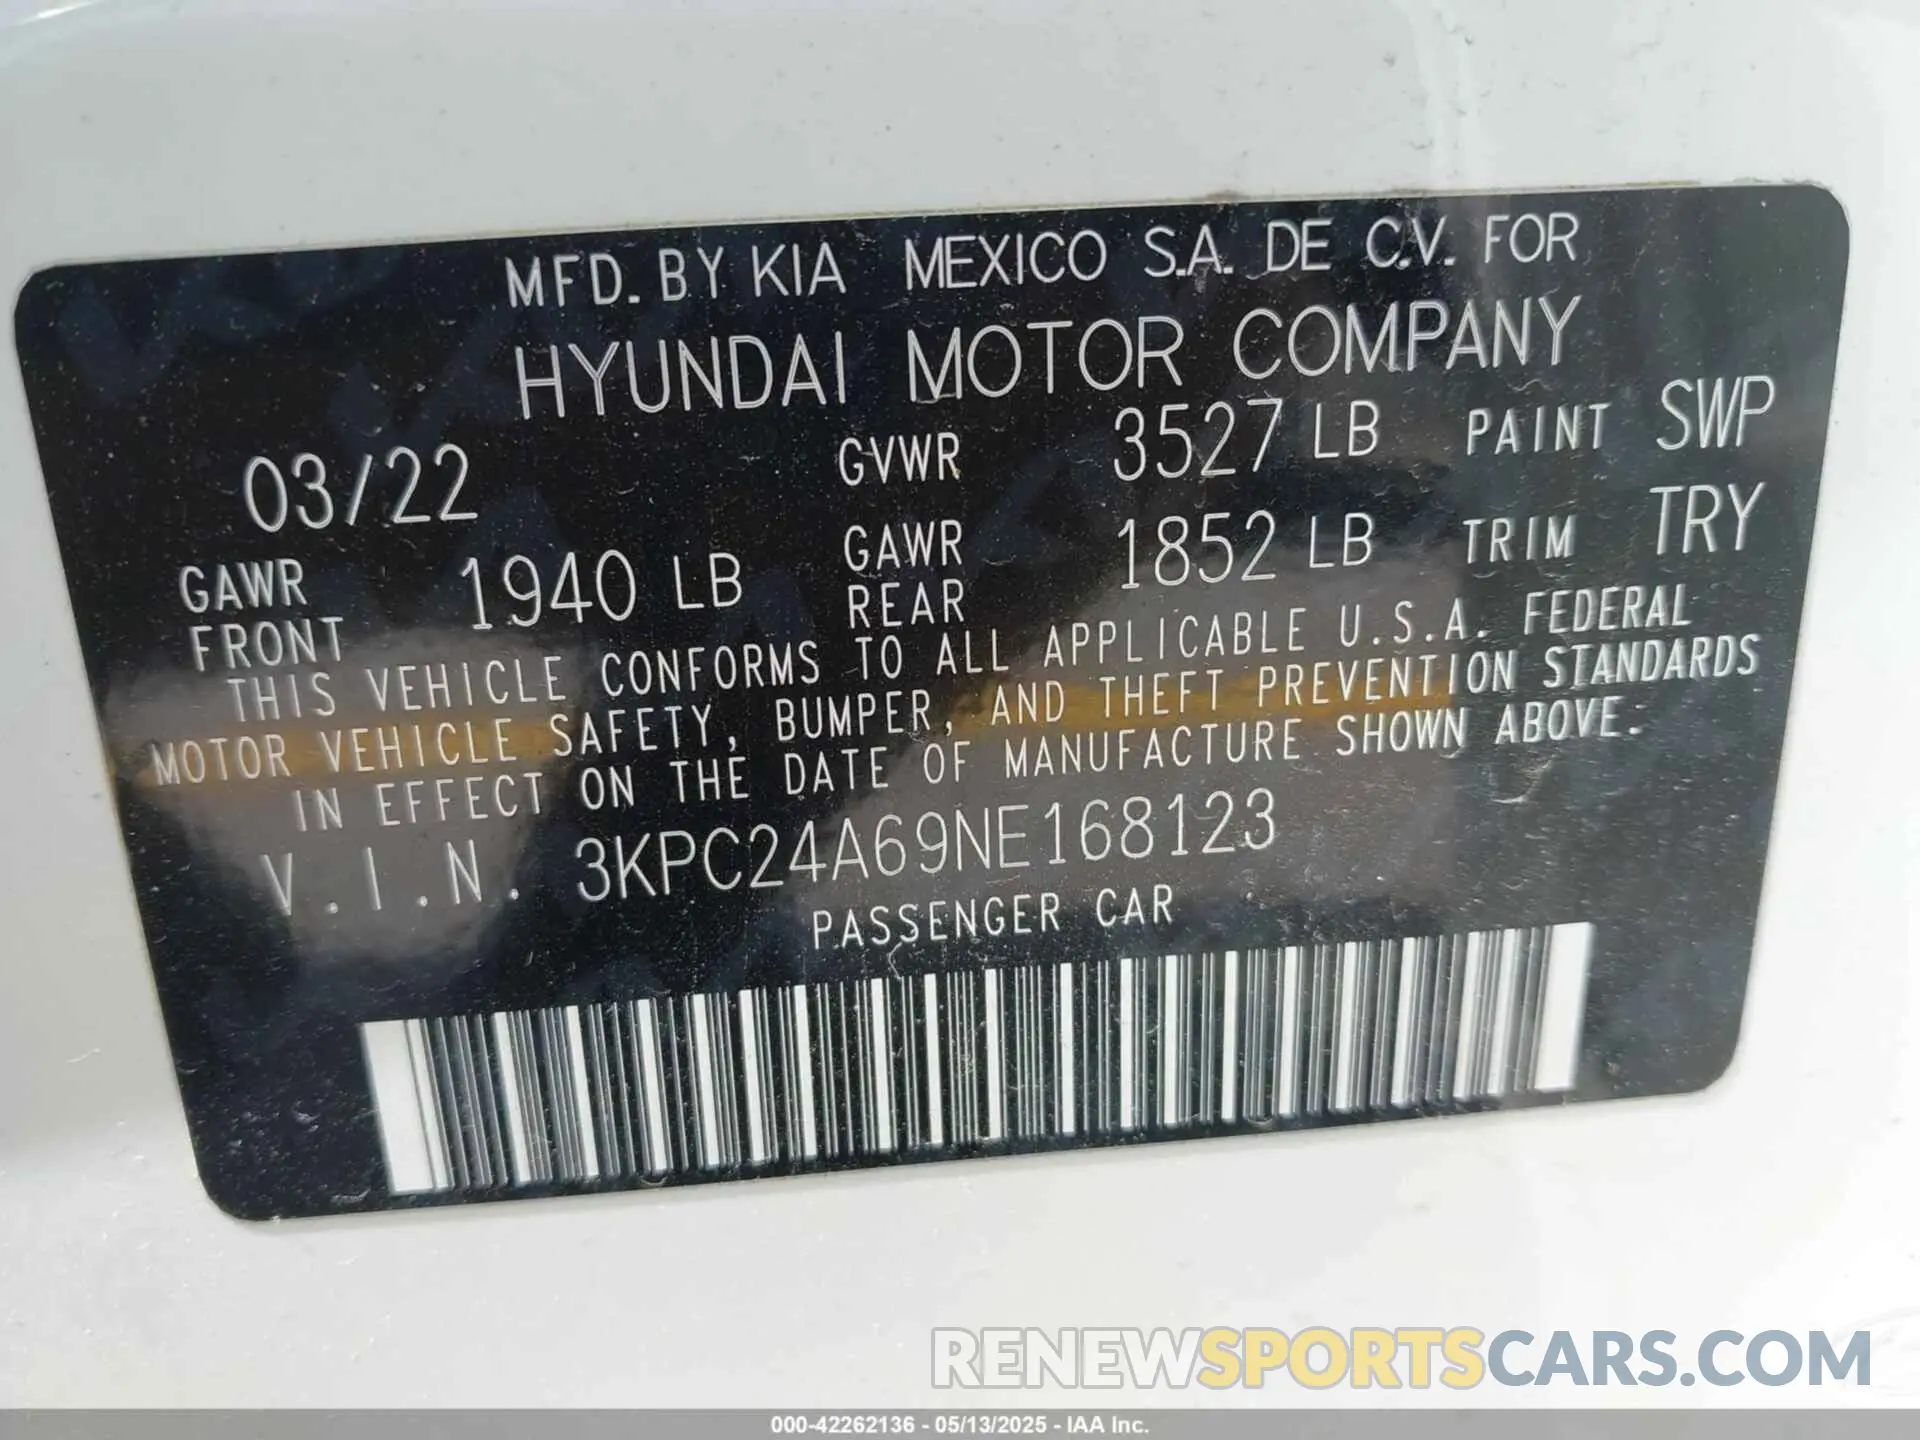 MFD. BY KIA MEXICO S.A. DE C.V. FOR
HYUNDAI MOTOR COMPANY
03/22 GVWR 3527 LB PAINT SWP
GAWR FRONT 1940 LB GAWR REAR 1852 LB TRIM TRY
THIS VEHICLE CONFORMS TO ALL APPLICABLE U.S.A. FEDERAL
MOTOR VEHICLE SAFETY, BUMPER, AND THEFT PREVENTION STANDARDS
IN EFFECT ON THE DATE OF MANUFACTURE SHOWN ABOVE.
V.I.N. 3KPC24A69NE168123
PASSENGER CAR
RENEWSPORTSCARS.COM
000-42262136 - 05/13/2025 - IAA Inc.